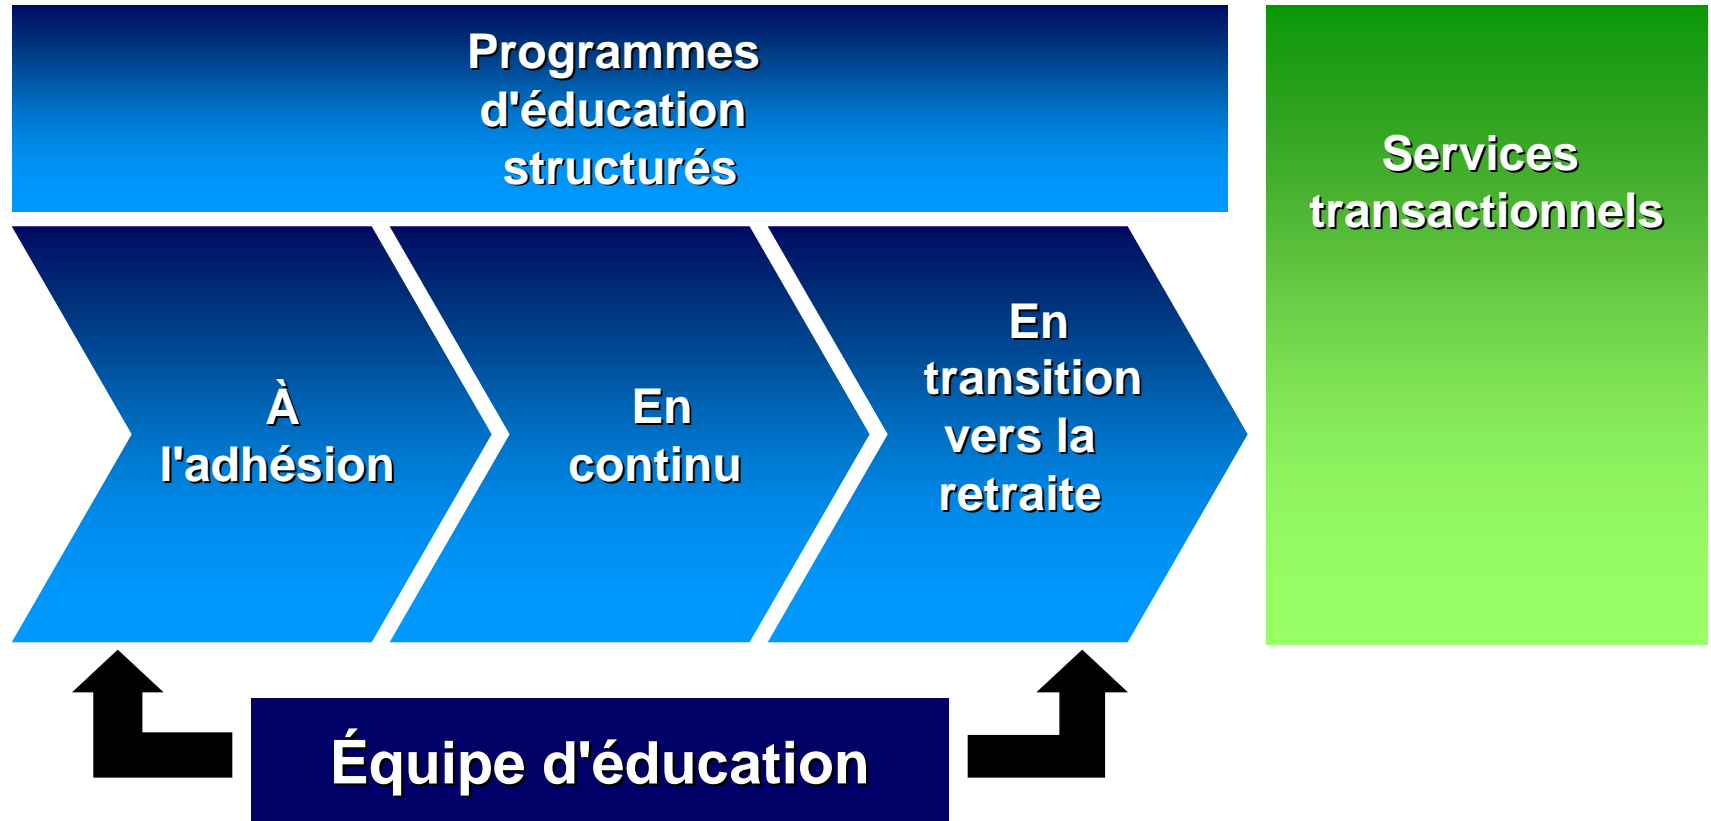 Programmes
d'éducation
structurés
Services
transactionnels
À
l'adhésion
En
continu
En
transition
vers la
retraite
Équipe d'éducation